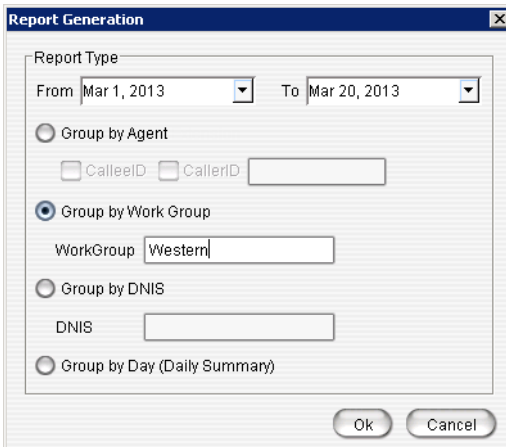 Report Generation
Report Type
From Mar 1, 2013 To Mar 20, 2013
Group by Agent
CalleeID CallerID
Group by Work Group
WorkGroup Western
Group by DNIS
DNIS
Group by Day (Daily Summary)
Ok Cancel